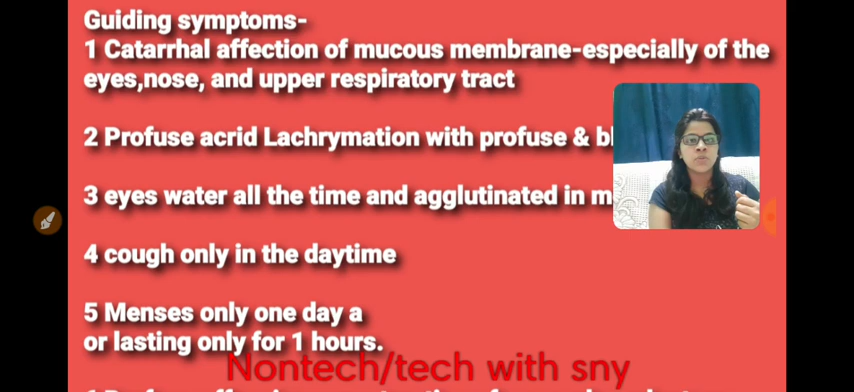 Guiding symptoms-
1 Catarrhal affection of mucous membrane-especially of the
eyes,nose, and upper respiratory tract
2 Profuse acrid Lachrymation with profuse &
3 eyes water all the time and agglutinated in
4 cough only in the daytime
5 Menses only one day a
or lasting only for 1 hours.
Nontech/tech with sny